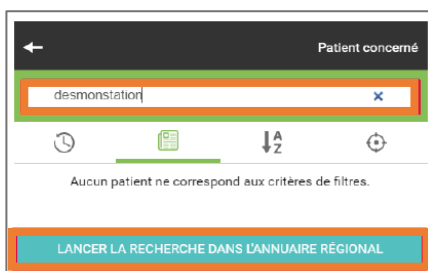 Patient concerné
desmonstation
Aucun patient ne correspond aux critères de filtres.
LANCER LA RECHERCHE DANS L'ANNUAIRE RÉGIONAL